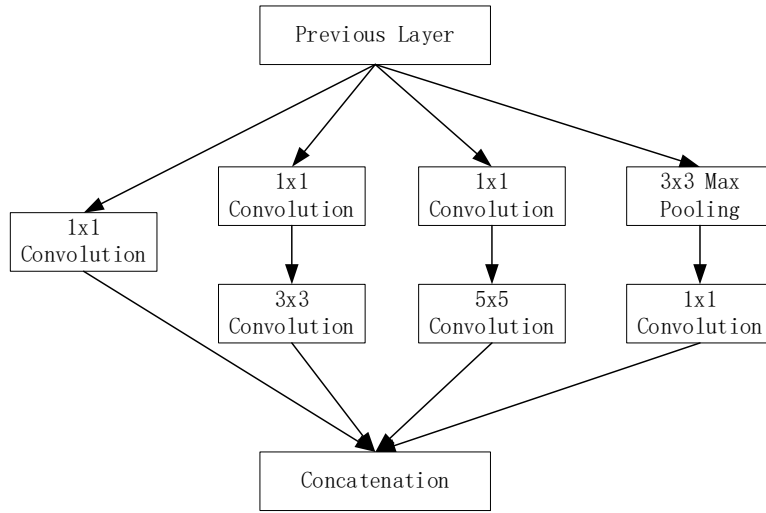 Previous Layer
1x1
Convolution
1x1
Convolution
1x1
Convolution
3x3 Max
Pooling
3x3
Convolution
5x5
Convolution
1x1
Convolution
Concatenation